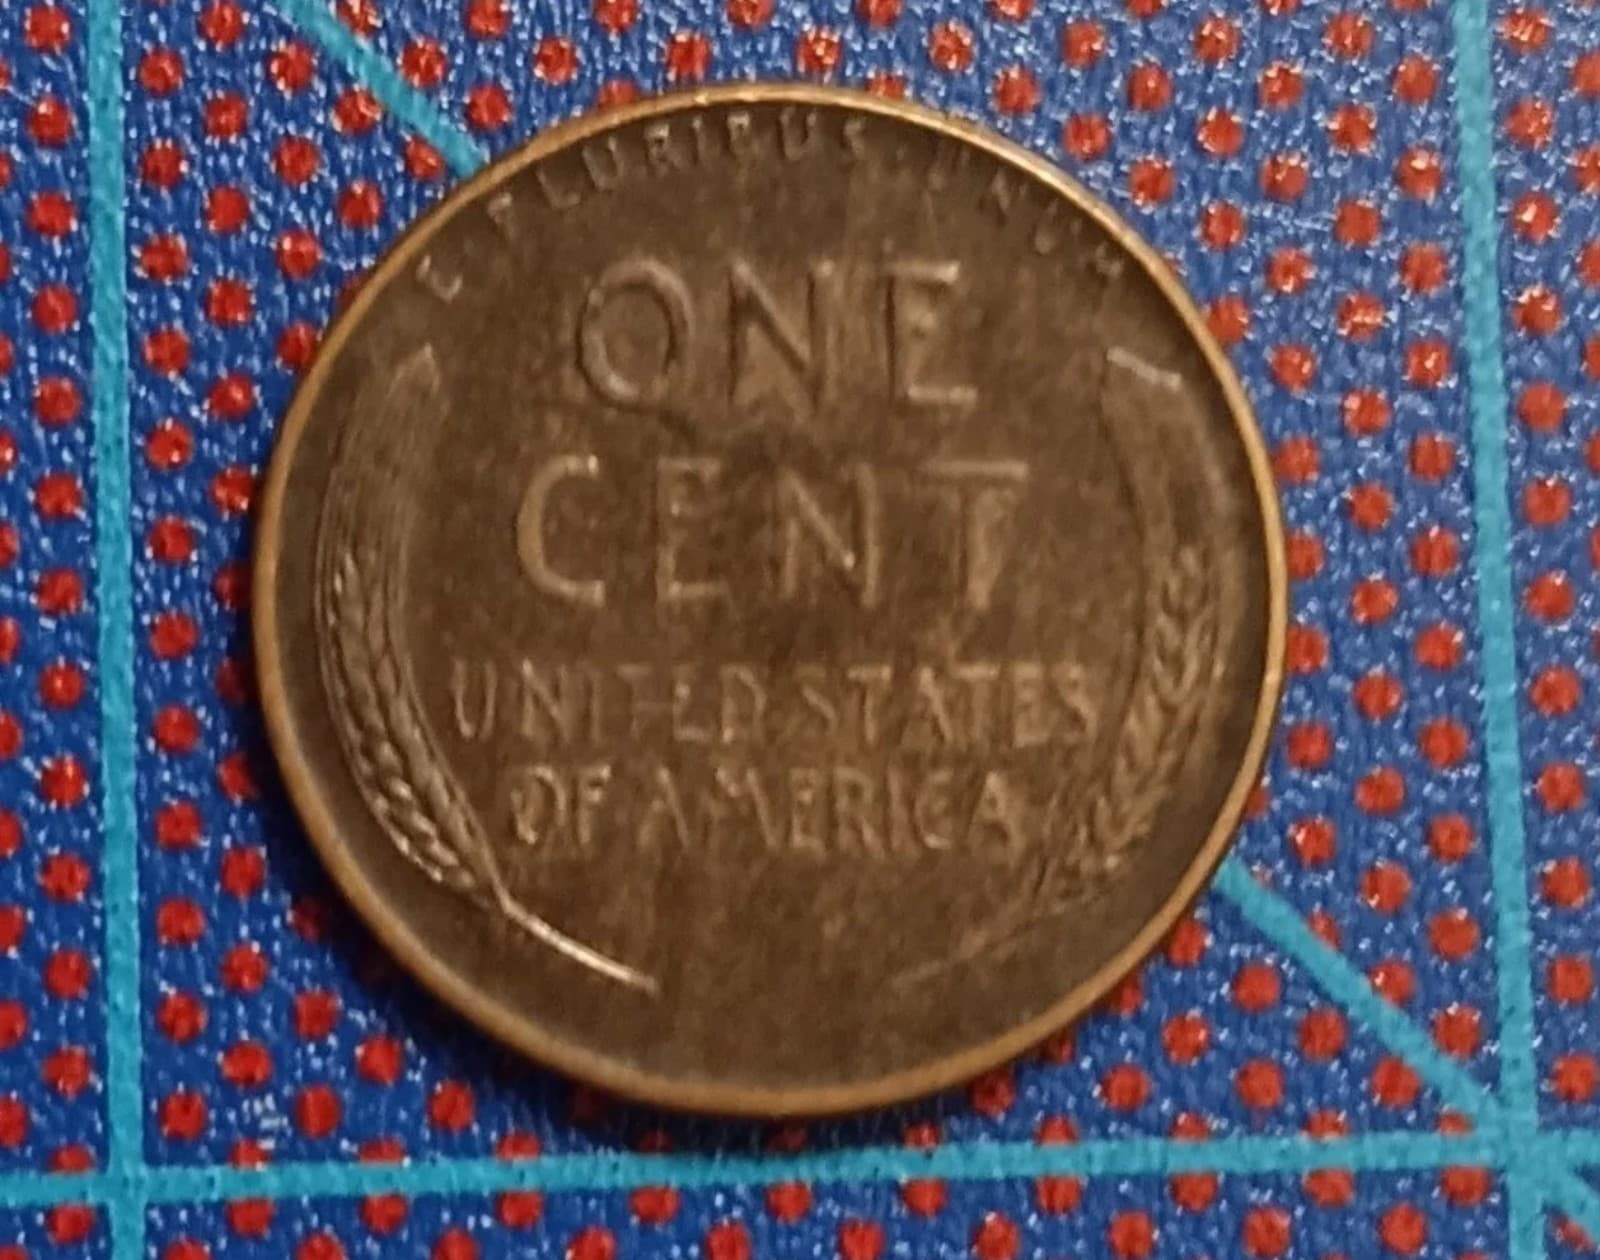 E·PLURIBUS·UNUM
ONE
CENT
UNITED STATES
OF AMERICA